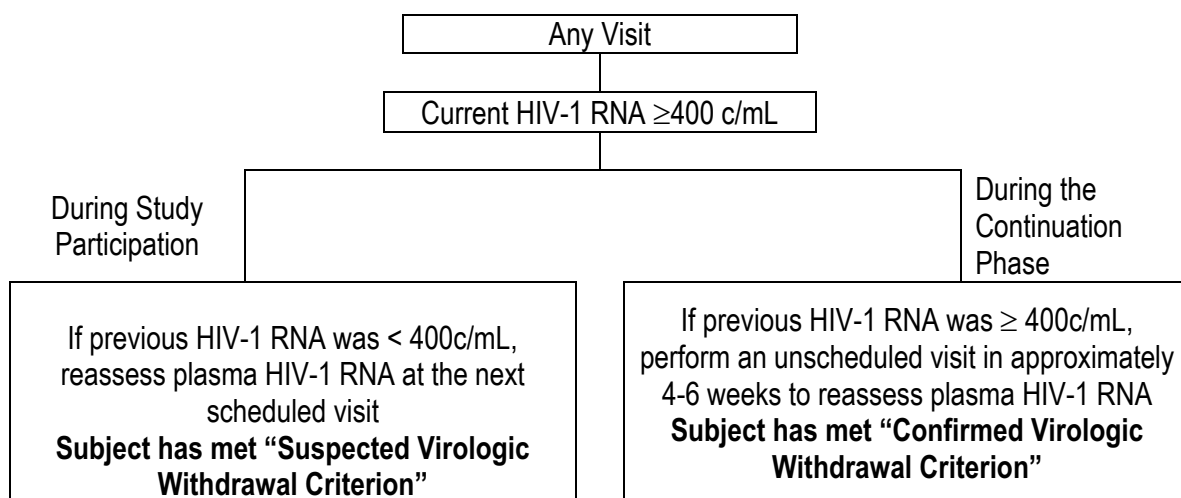 Any Visit
Current HIV-1 RNA ≥400 c/mL
During Study
Participation
During the
Continuation
Phase
If previous HIV-1 RNA was < 400c/mL,
reassess plasma HIV-1 RNA at the next
scheduled visit
Subject has met “Suspected Virologic
Withdrawal Criterion”
If previous HIV-1 RNA was ≥ 400c/mL,
perform an unscheduled visit in approximately
4-6 weeks to reassess plasma HIV-1 RNA
Subject has met “Confirmed Virologic
Withdrawal Criterion”